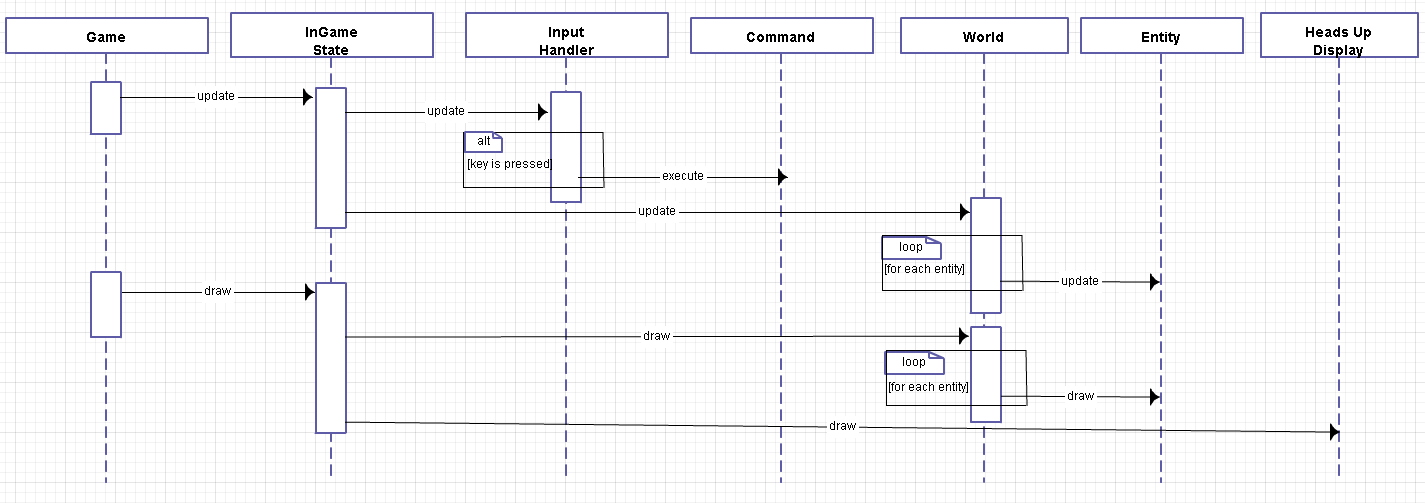 Game
InGame
State
Input
Handler
Command
World
Entity
Heads Up
Display
update
update
alt
[key is pressed]
execute
update
loop
[for each entity]
update
draw
draw
loop
[for each entity]
draw
draw